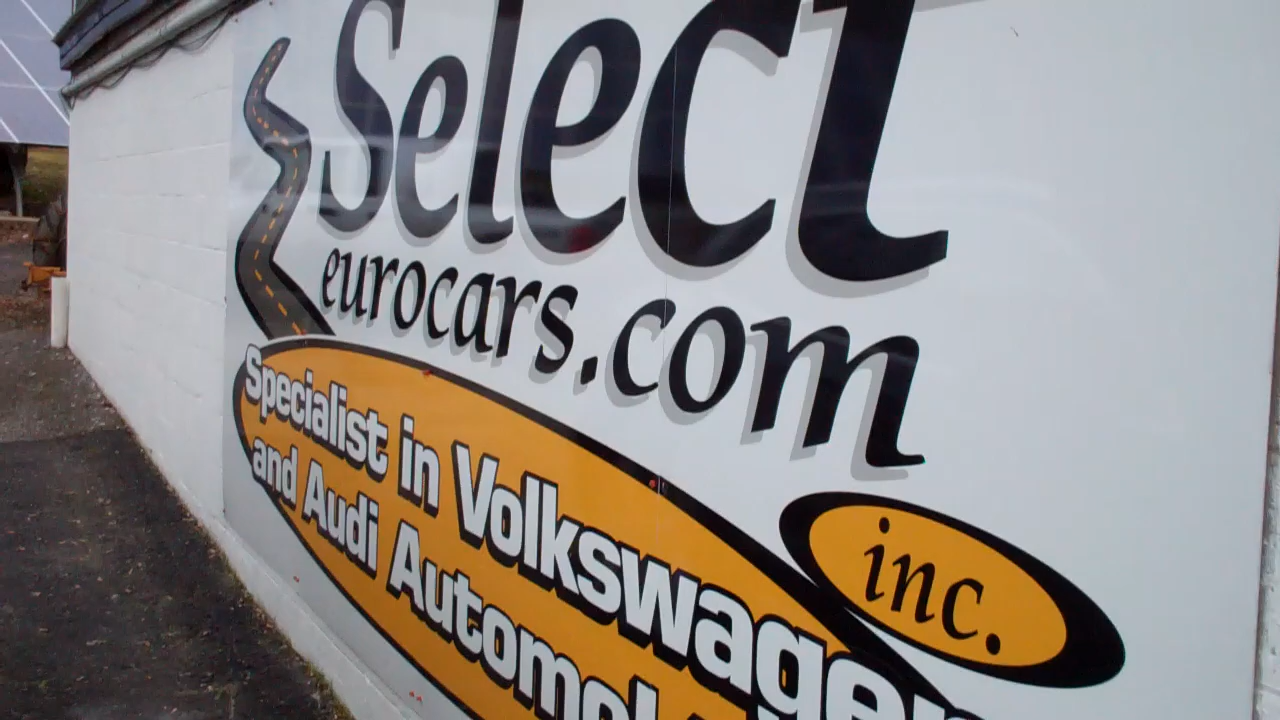 Select
eurocars.com
inc.
Specialist in Volkswagen
and Audi